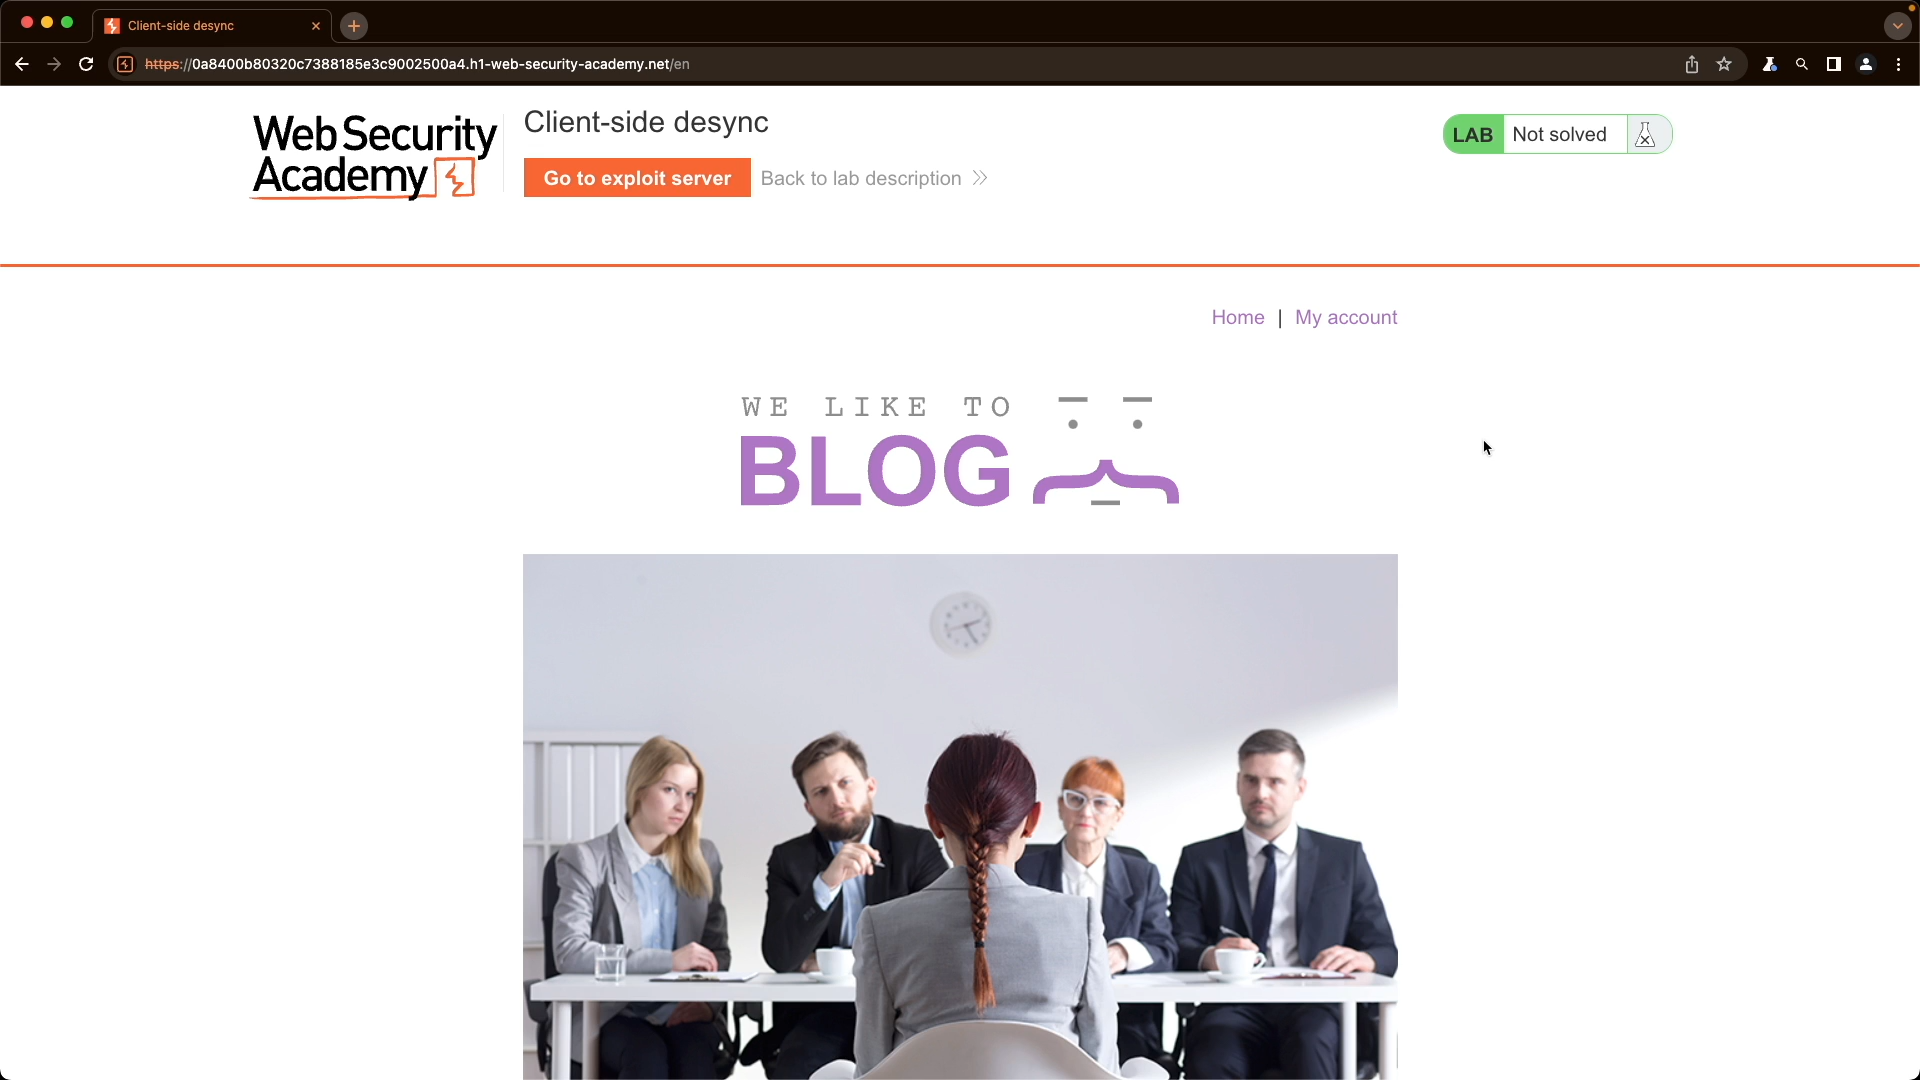 Client-side desync
https://0a8400b80320c7388185e3c9002500a4.h1-web-security-academy.net/en
Web Security
Academy
Client-side desync
Go to exploit server
Back to lab description
LAB Not solved
Home | My account
WE LIKE TO
BLOG